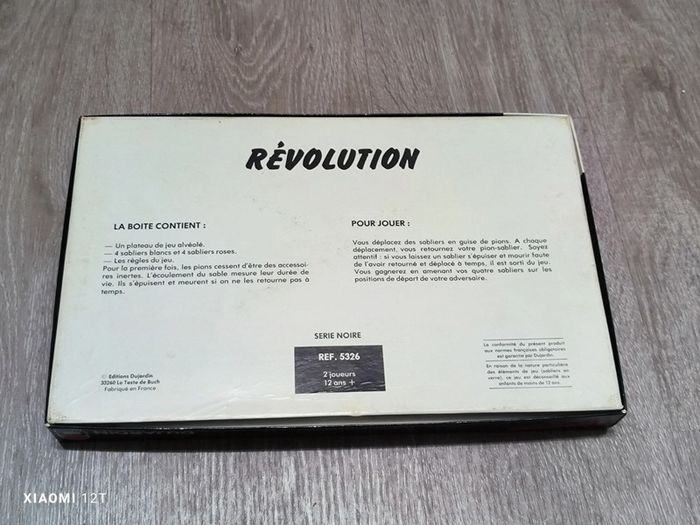 RÉVOLUTION
LA BOITE CONTIENT :
— Un plateau de jeu alvéolé.
— 4 sabliers blancs et 4 sabliers roses.
— Les règles du jeu.
Pour la première fois, les pions cessent d'être des accessoi-
res inertes. L'écoulement du sable mesure leur durée de
vie. Ils s'épuisent et meurent si on ne les retourne pas à
temps.
POUR JOUER :
Vous déplacez des sabliers en guise de pions. A chaque
déplacement, vous retournez votre pion-sablier. Soyez
attentif : si vous laissez un sablier s'épuiser et mourir faute
de l'avoir retourné et déplacé à temps, il est sorti du jeu.
Vous gagnerez en amenant vos quatre sabliers sur les
positions de départ de votre adversaire.
SERIE NOIRE
REF. 5326
2 joueurs
12 ans +
© Editions Dujardin
33260 La Teste de Buch
Fabriqué en France
La conformité du présent produit
aux normes françaises obligatoires
est garantie par Dujardin.
En raison de la nature particulière
des éléments de jeu (sabliers en
verre), ce jeu est déconseillé aux
enfants de moins de 12 ans.
XIAOMI 12T